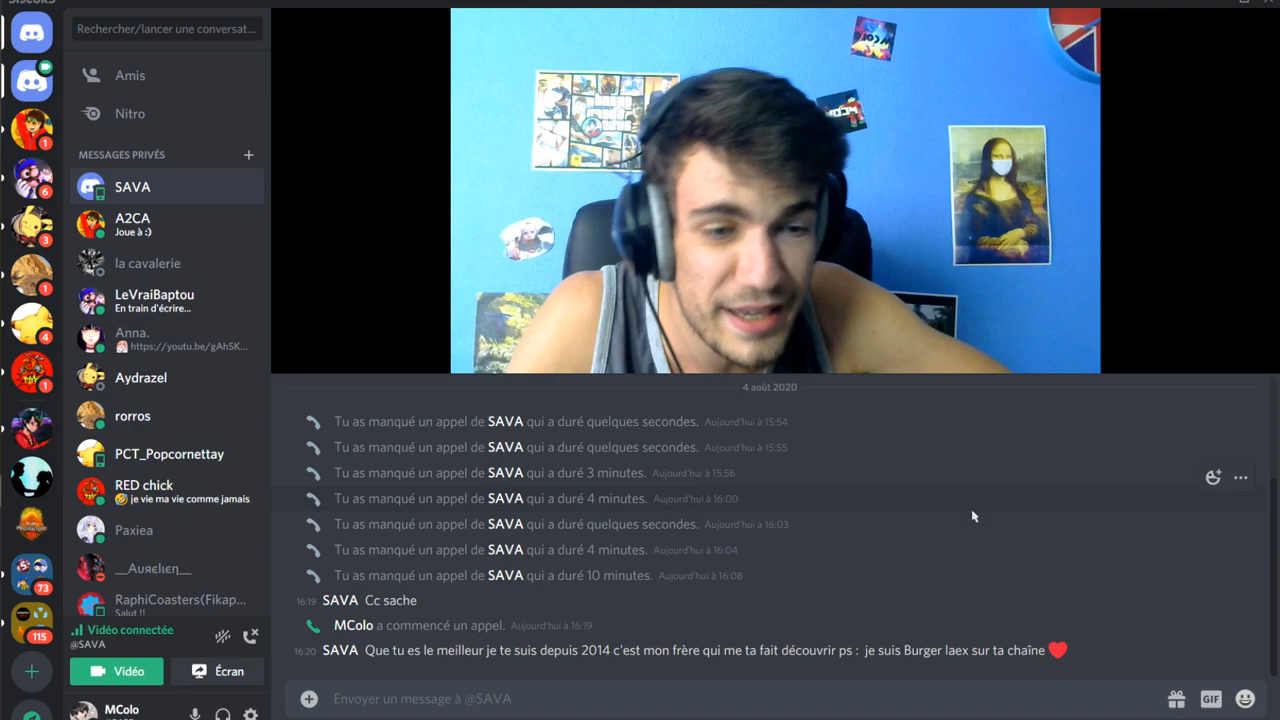 Rechercher/lancer une conversat...
Amis
Nitro
MESSAGES PRIVÉS
SAVA
A2CA
Joue à :)
la cavalerie
LeVraiBaptou
En train d'écrire...
Anna.
https://youtu.be/gAhSK...
Aydrazel
rorros
PCT_Popcornettay
RED chick
🤣 je vie ma vie comme jamais
Paxiea
__Auяєlιєη__
RaphiCoasters(Fikap...
Salut !!
Vidéo connectée
@SAVA
Vidéo
Écran
MColo
1
6
3
1
4
1
73
115
4 août 2020
Tu as manqué un appel de SAVA qui a duré quelques secondes. Aujourd'hui à 15:54
Tu as manqué un appel de SAVA qui a duré quelques secondes. Aujourd'hui à 15:55
Tu as manqué un appel de SAVA qui a duré 3 minutes. Aujourd'hui à 15:56
Tu as manqué un appel de SAVA qui a duré 4 minutes. Aujourd'hui à 16:00
Tu as manqué un appel de SAVA qui a duré quelques secondes. Aujourd'hui à 16:03
Tu as manqué un appel de SAVA qui a duré 4 minutes. Aujourd'hui à 16:04
Tu as manqué un appel de SAVA qui a duré 10 minutes. Aujourd'hui à 16:08
16:19 SAVA Cc sache
MColo a commencé un appel. Aujourd'hui à 16:19
16:20 SAVA Que tu es le meilleur je te suis depuis 2014 c'est mon frère qui me ta fait découvrir ps : je suis Burger laex sur ta chaîne ❤️
Envoyer un message à @SAVA
GIF